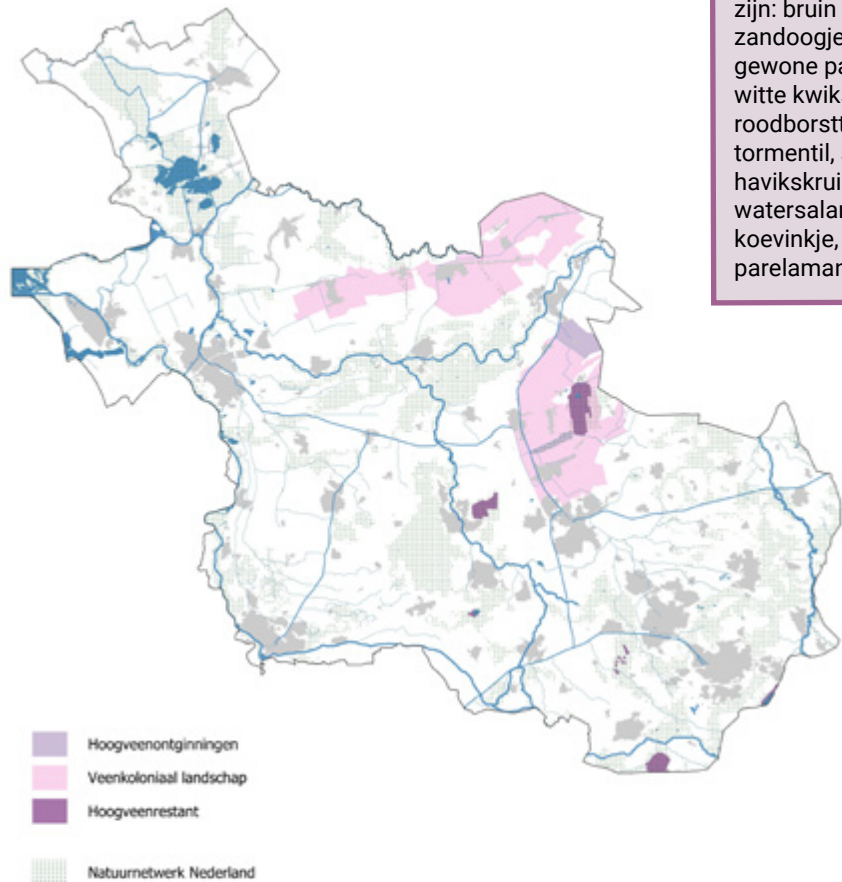 zijn: bruin
zandoogje
gewone pa
witte kwik
roodborstt
tormentil,
havikskrui
watersalar
koevinkje,
parelamar
Hoogveenontginningen
Veenkoloniaal landschap
Hoogveenrestant
Natuurnetwerk Nederland